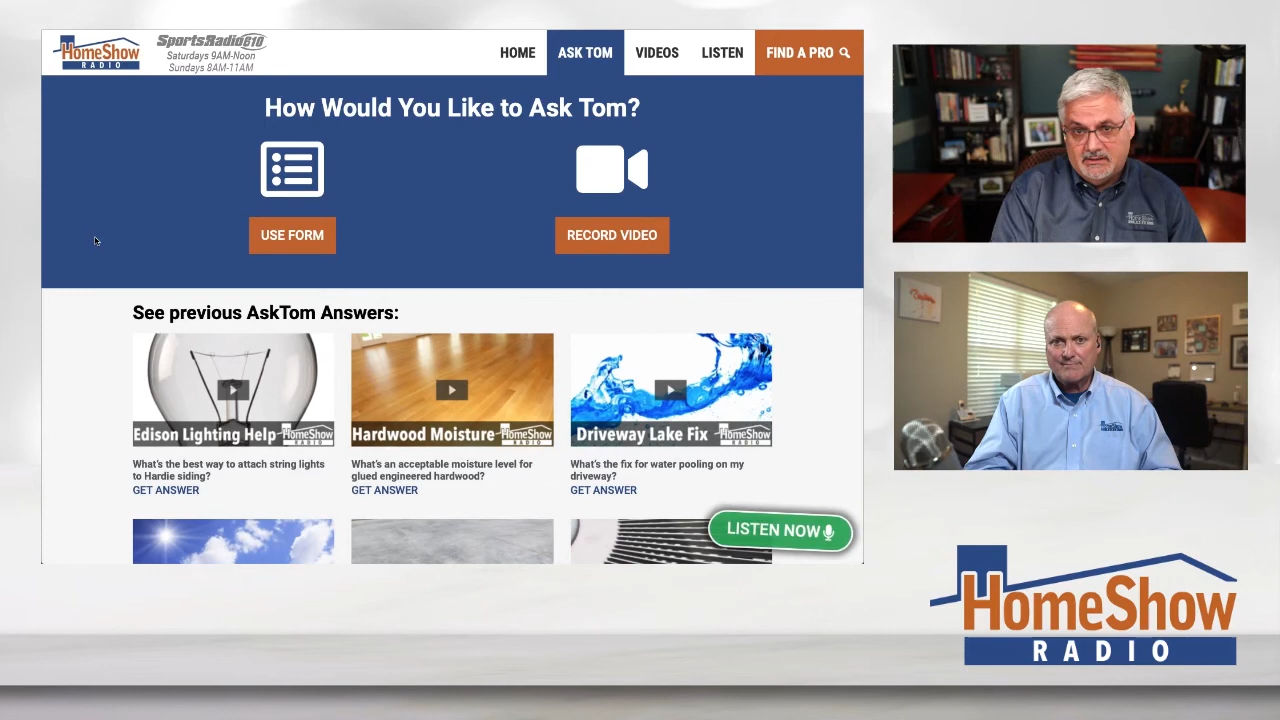 HomeShow
RADIO
SportsRadio610
Saturdays 9AM-Noon
Sundays 8AM-11AM
HOME
ASK TOM
VIDEOS
LISTEN
FIND A PRO
How Would You Like to Ask Tom?
USE FORM
RECORD VIDEO
See previous AskTom Answers:
Edison Lighting Help
HomeShow
RADIO
Hardwood Moisture
HomeShow
RADIO
Driveway Lake Fix
HomeShow
RADIO
What's the best way to attach string lights
to Hardie siding?
GET ANSWER
What's an acceptable moisture level for
glued engineered hardwood?
GET ANSWER
What's the fix for water pooling on my
driveway?
GET ANSWER
LISTEN NOW
HomeShow
RADIO